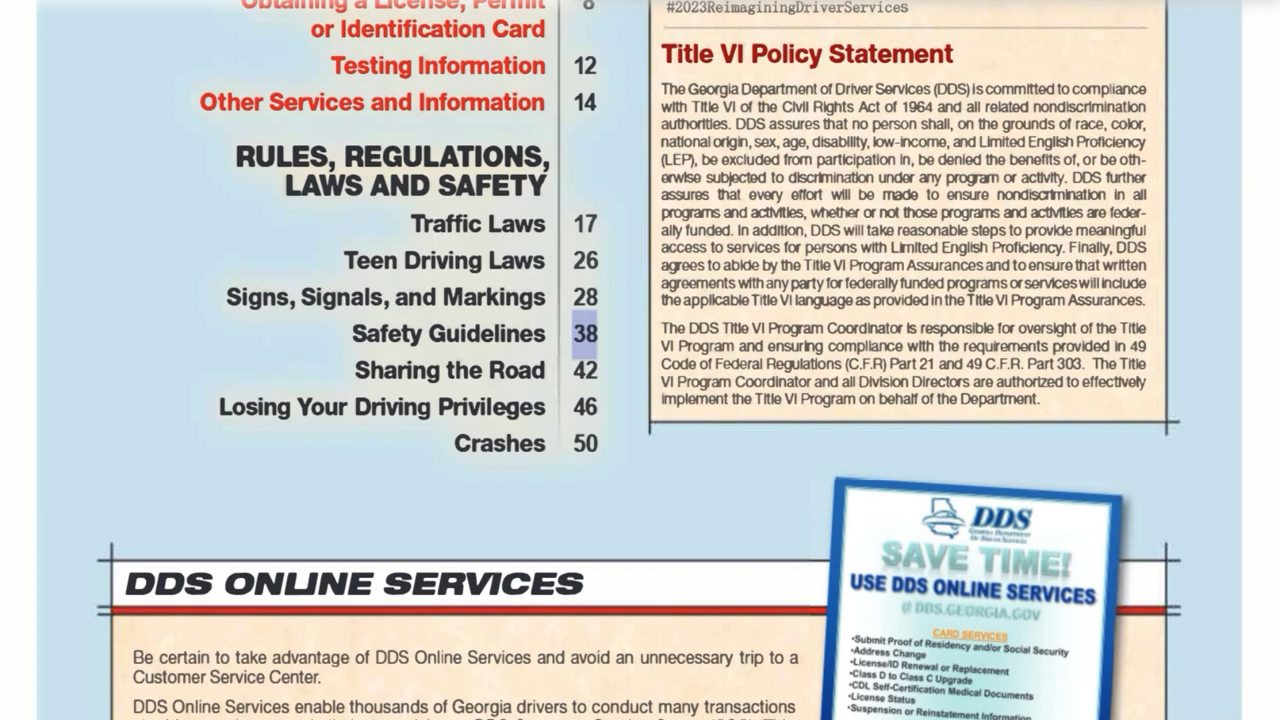 Obtaining a License, Permit 8
or Identification Card
Testing Information 12
Other Services and Information 14
RULES, REGULATIONS,
LAWS AND SAFETY
Traffic Laws 17
Teen Driving Laws 26
Signs, Signals, and Markings 28
Safety Guidelines 38
Sharing the Road 42
Losing Your Driving Privileges 46
Crashes 50
#2023ReimaginingDriverServices
Title VI Policy Statement
The Georgia Department of Driver Services (DDS) is committed to compliance
with Title VI of the Civil Rights Act of 1964 and all related nondiscrimination
authorities. DDS assures that no person shall, on the grounds of race, color,
national origin, sex, age, disability, low-income, and Limited English Proficiency
(LEP), be excluded from participation in, be denied the benefits of, or be oth-
erwise subjected to discrimination under any program or activity. DDS further
assures that every effort will be made to ensure nondiscrimination in all
programs and activities, whether or not those programs and activities are feder-
ally funded. In addition, DDS will take reasonable steps to provide meaningful
access to services for persons with Limited English Proficiency. Finally, DDS
agrees to abide by the Title VI Program Assurances and to ensure that written
agreements with any party for federally funded programs or services will include
the applicable Title VI language as provided in the Title VI Program Assurances.
The DDS Title VI Program Coordinator is responsible for oversight of the Title
VI Program and ensuring compliance with the requirements provided in 49
Code of Federal Regulations (C.F.R) Part 21 and 49 C.F.R. Part 303. The Title
VI Program Coordinator and all Division Directors are authorized to effectively
implement the Title VI Program on behalf of the Department.
DDS ONLINE SERVICES
Be certain to take advantage of DDS Online Services and avoid an unnecessary trip to a
Customer Service Center.
DDS Online Services enable thousands of Georgia drivers to conduct many transactions
DDS
GEORGIA DEPARTMENT
OF DRIVER SERVICES
SAVE TIME!
USE DDS ONLINE SERVICES
@ DDS.GEORGIA.GOV
CARD SERVICES
•Submit Proof of Residency and/or Social Security
•Address Change
•License/ID Renewal or Replacement
•Class D to Class C Upgrade
•CDL Self-Certification Medical Documents
•License Status
•Suspension or Reinstatement Information